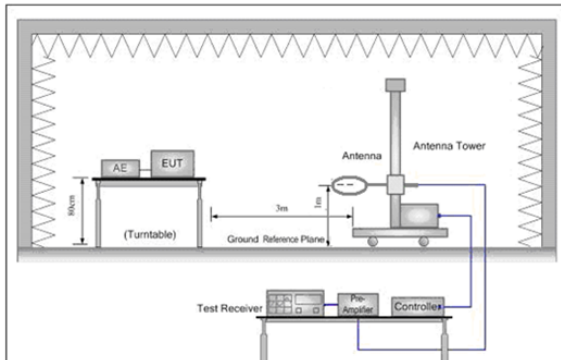 AE
EUT
Antenna
Antenna Tower
80cm
(Turntable)
3m
1m
Ground Reference Plane
Test Receiver
Pre-
Amplifier
Controller